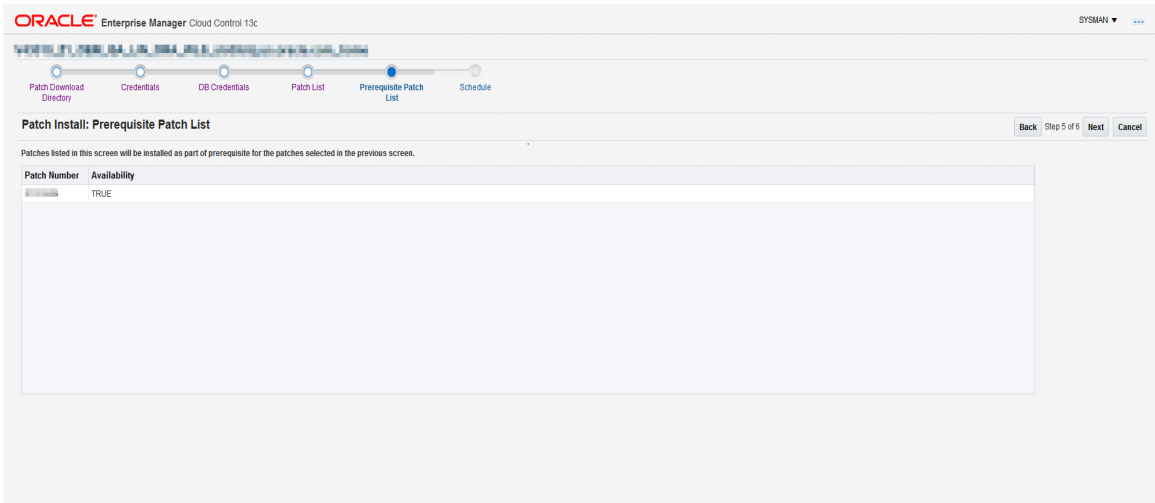 ORACLE' Enterprise Manager Cloud Control 13c
SYSMAN ▼
Patch Download Directory
Credentials
DB Credentials
Patch List
Prerequisite Patch List
Schedule
Patch Install: Prerequisite Patch List
Back Step 5 of 6 Next Cancel
Patches listed in this screen will be installed as part of prerequisite for the patches selected in the previous screen.
Patch Number Availability
TRUE